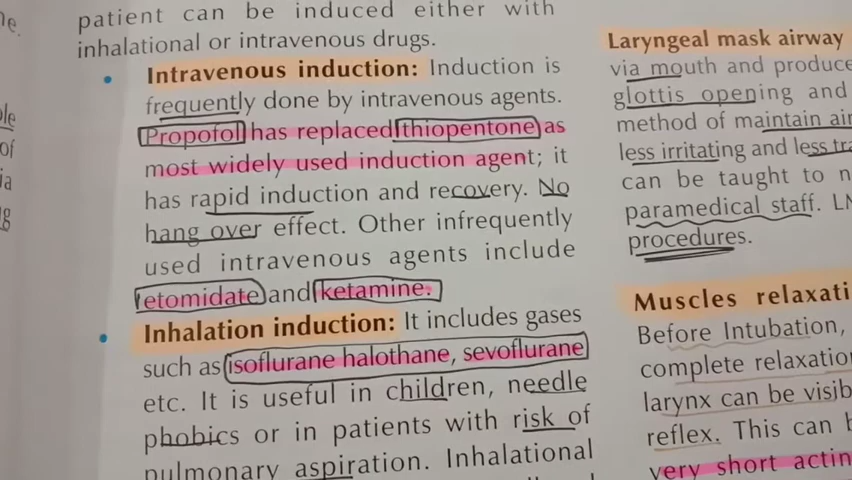 ne.
patient can be induced either with
inhalational or intravenous drugs.
• Intravenous induction: Induction is
frequently done by intravenous agents.
Propofol has replaced thiopentone as
most widely used induction agent; it
has rapid induction and recovery. No
hang over effect. Other infrequently
used intravenous agents include
etomidate and ketamine.
• Inhalation induction: It includes gases
such as isoflurane halothane, sevoflurane
etc. It is useful in children, needle
phobics or in patients with risk of
pulmonary aspiration. Inhalational
of
Laryngeal mask airway
via mouth and produce
glottis opening and
method of maintain air
less irritating and less tra
can be taught to n
paramedical staff. LM
procedures.
Muscles relaxati
Before Intubation,
complete relaxatio
larynx can be visib
reflex. This can b
very short actin